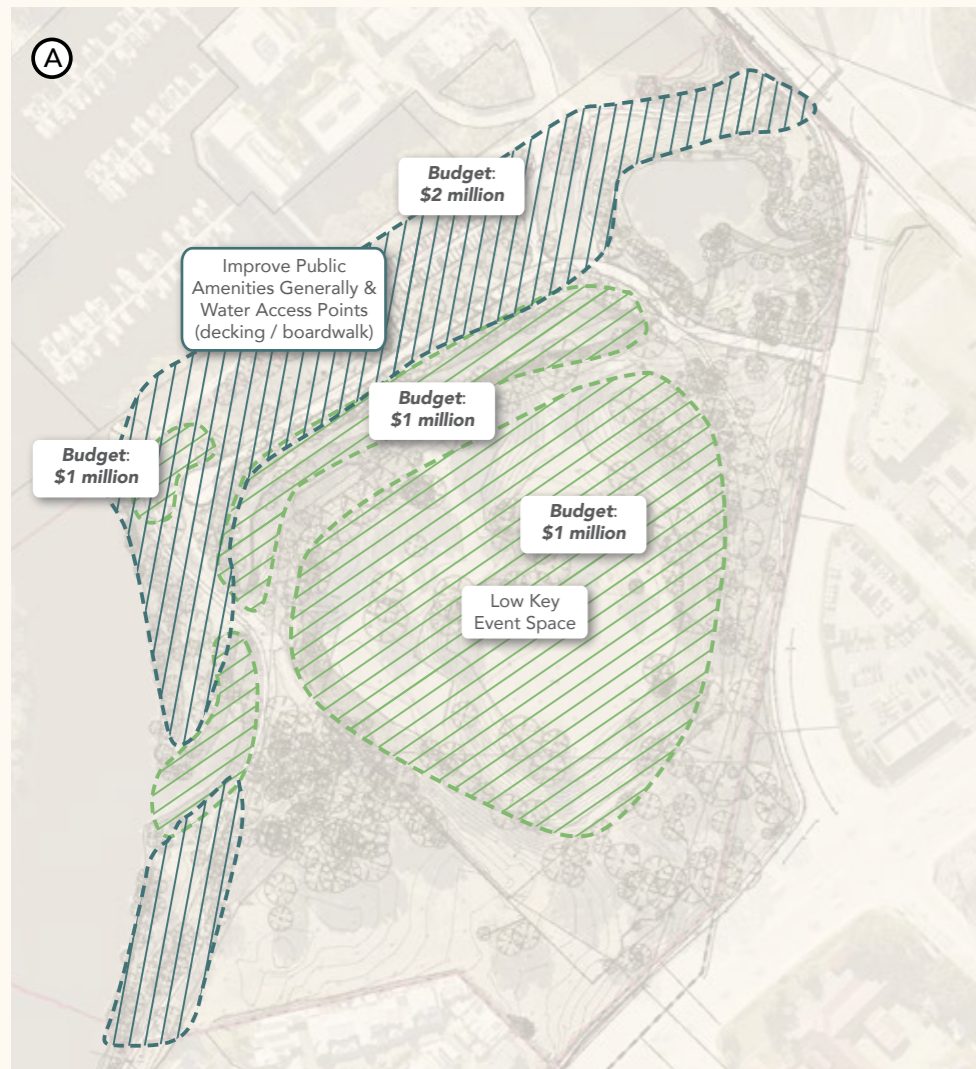 A
Budget:
$2 million
Improve Public
Amenities Generally &
Water Access Points
(decking / boardwalk)
Budget:
$1 million
Budget:
$1 million
Budget:
$1 million
Low Key
Event Space